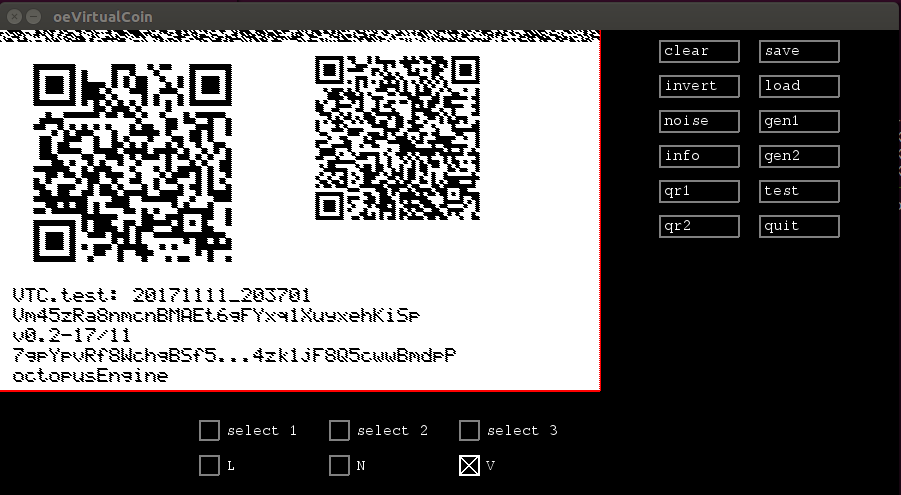 oeVirtualCoin
clear save
invert load
noise gen1
info gen2
qr1 test
qr2 quit
VTC.test: 20171111_203701
Vm45zRa8nmcnBMAEt6gFYxq1XuyxehKiSp
v0.2-17/11
7gpYpvRf8WchgBSf5...4zk1jF8Q5cwwBmdpP
octopusEngine
select 1 select 2 select 3
L N V